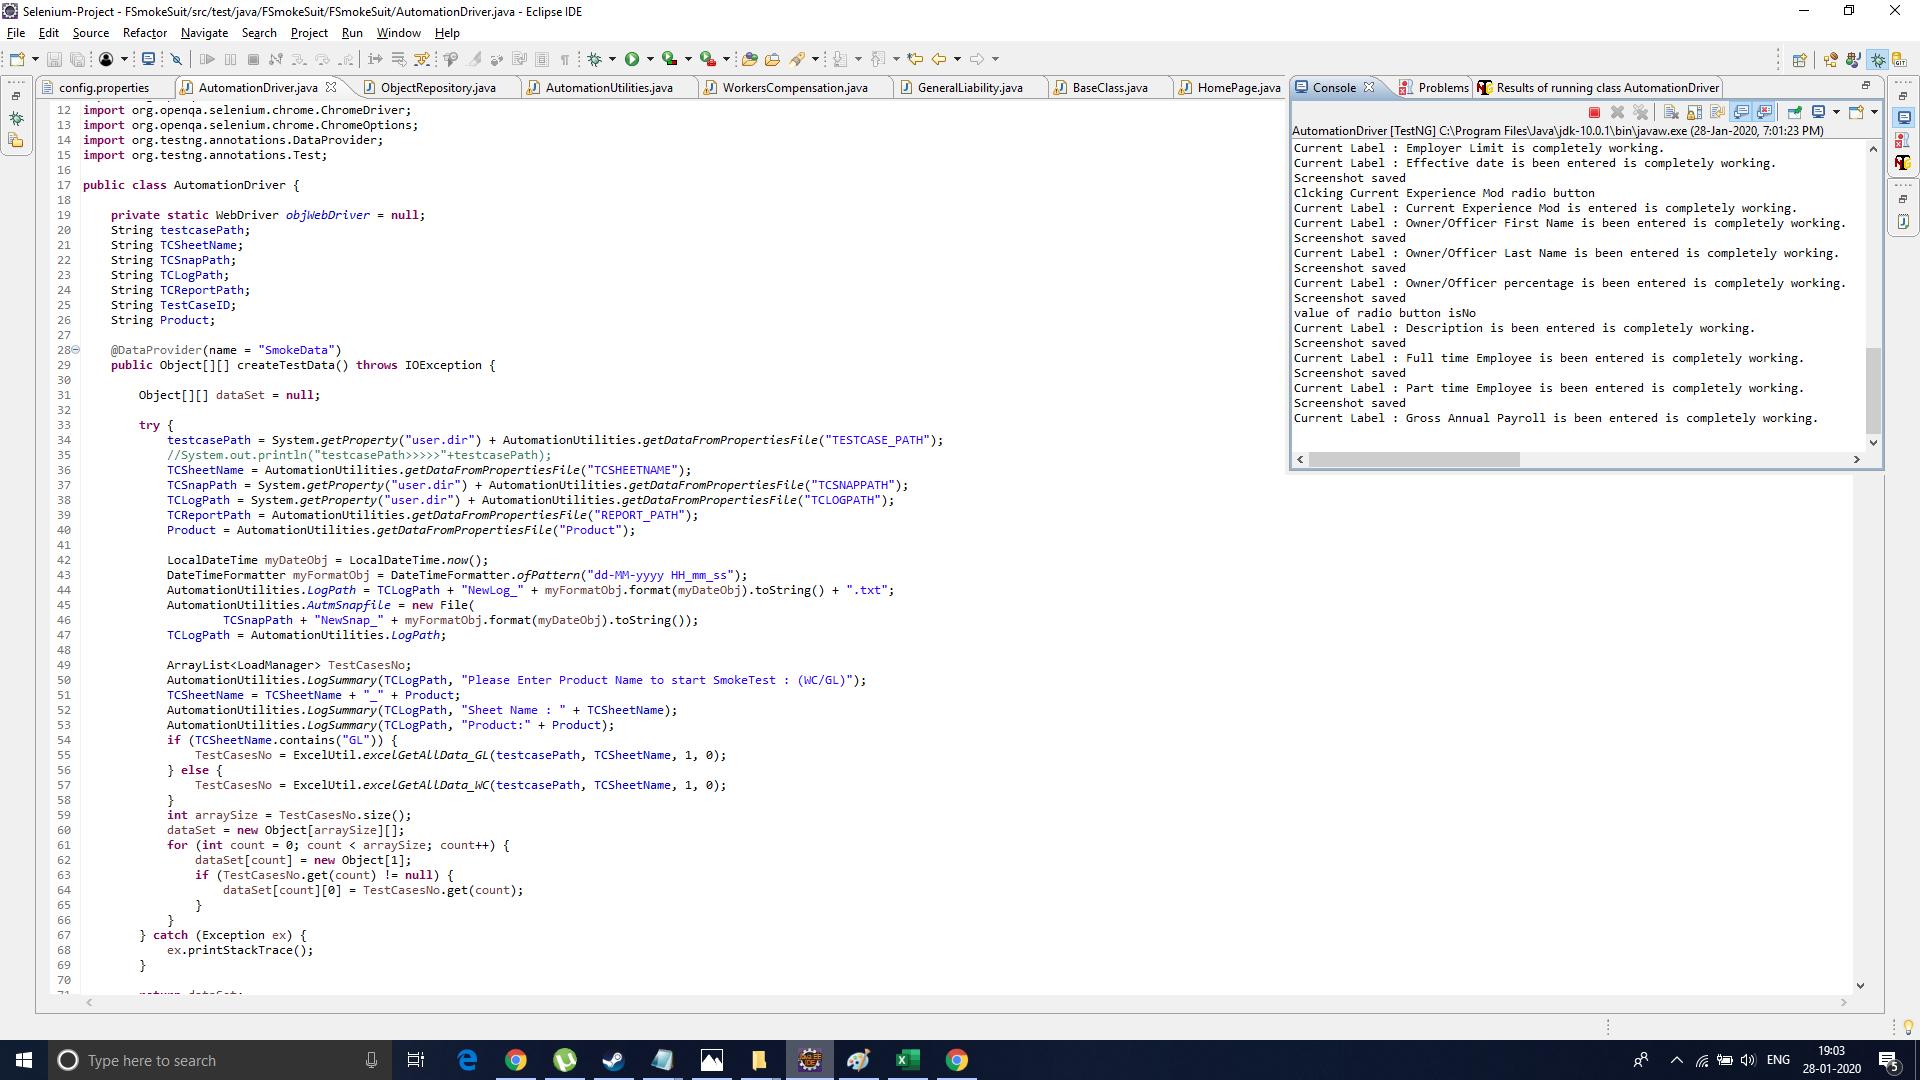 Selenium-Project - FSmokeSuit/src/test/java/FSmokeSuit/FSmokeSuit/AutomationDriver.java - Eclipse IDE
File Edit Source Refactor Navigate Search Project Run Window Help
config.properties AutomationDriver.java ObjectRepository.java AutomationUtilities.java WorkersCompensation.java GeneralLiability.java BaseClass.java HomePage.java
12 import org.openqa.selenium.chrome.ChromeDriver;
13 import org.openqa.selenium.chrome.ChromeOptions;
14 import org.testng.annotations.DataProvider;
15 import org.testng.annotations.Test;
16
17 public class AutomationDriver {
18
19 private static WebDriver objWebDriver = null;
20 String testcasePath;
21 String TCSheetName;
22 String TCSnapPath;
23 String TCLogPath;
24 String TCReportPath;
25 String TestCaseID;
26 String Product;
27
28 @DataProvider(name = "SmokeData")
29 public Object[][] createTestData() throws IOException {
30
31 Object[][] dataSet = null;
32
33 try {
34 testcasePath = System.getProperty("user.dir") + AutomationUtilities.getDataFromPropertiesFile("TESTCASE_PATH");
35 //System.out.println("testcasePath>>>>>"+testcasePath);
36 TCSheetName = AutomationUtilities.getDataFromPropertiesFile("TCSHEETNAME");
37 TCSnapPath = System.getProperty("user.dir") + AutomationUtilities.getDataFromPropertiesFile("TCSNAPPATH");
38 TCLogPath = System.getProperty("user.dir") + AutomationUtilities.getDataFromPropertiesFile("TCLOGPATH");
39 TCReportPath = AutomationUtilities.getDataFromPropertiesFile("REPORT_PATH");
40 Product = AutomationUtilities.getDataFromPropertiesFile("Product");
41
42 LocalDateTime myDateObj = LocalDateTime.now();
43 DateTimeFormatter myFormatObj = DateTimeFormatter.ofPattern("dd-MM-yyyy HH_mm_ss");
44 AutomationUtilities.LogPath = TCLogPath + "NewLog_" + myFormatObj.format(myDateObj).toString() + ".txt";
45 AutomationUtilities.AutmSnapfile = new File(
46 TCSnapPath + "NewSnap_" + myFormatObj.format(myDateObj).toString());
47 TCLogPath = AutomationUtilities.LogPath;
48
49 ArrayList<LoadManager> TestCasesNo;
50 AutomationUtilities.LogSummary(TCLogPath, "Please Enter Product Name to start SmokeTest : (WC/GL)");
51 TCSheetName = TCSheetName + "_" + Product;
52 AutomationUtilities.LogSummary(TCLogPath, "Sheet Name : " + TCSheetName);
53 AutomationUtilities.LogSummary(TCLogPath, "Product:" + Product);
54 if (TCSheetName.contains("GL")) {
55 TestCasesNo = ExcelUtil.excelGetAllData_GL(testcasePath, TCSheetName, 1, 0);
56 } else {
57 TestCasesNo = ExcelUtil.excelGetAllData_WC(testcasePath, TCSheetName, 1, 0);
58 }
59 int arraySize = TestCasesNo.size();
60 dataSet = new Object[arraySize][];
61 for (int count = 0; count < arraySize; count++) {
62 dataSet[count] = new Object[1];
63 if (TestCasesNo.get(count) != null) {
64 dataSet[count][0] = TestCasesNo.get(count);
65 }
66 }
67 } catch (Exception ex) {
68 ex.printStackTrace();
69 }
70
71 return dataSet;
Console Problems Results of running class AutomationDriver
AutomationDriver [TestNG] C:\Program Files\Java\jdk-10.0.1\bin\javaw.exe (28-Jan-2020, 7:01:23 PM)
Current Label : Employer Limit is completely working.
Current Label : Effective date is been entered is completely working.
Screenshot saved
Clcking Current Experience Mod radio button
Current Label : Current Experience Mod is entered is completely working.
Current Label : Owner/Officer First Name is been entered is completely working.
Screenshot saved
Current Label : Owner/Officer Last Name is been entered is completely working.
Screenshot saved
Current Label : Owner/Officer percentage is been entered is completely working.
Screenshot saved
value of radio button isNo
Current Label : Description is been entered is completely working.
Screenshot saved
Current Label : Full time Employee is been entered is completely working.
Screenshot saved
Current Label : Part time Employee is been entered is completely working.
Screenshot saved
Current Label : Gross Annual Payroll is been entered is completely working.
Type here to search
ENG
19:03
28-01-2020
5